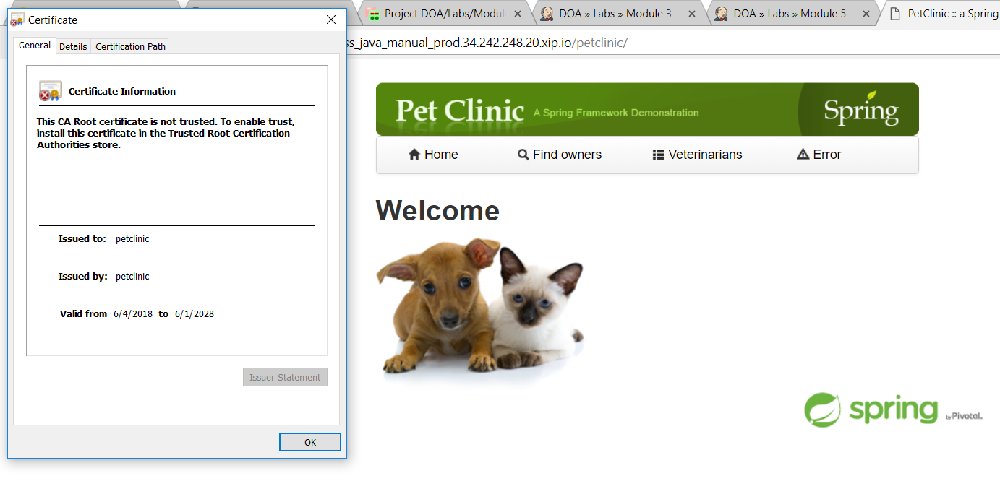 Project DOA/Labs/Modul
DOA » Labs » Module 3 -
DOA » Labs » Module 5 -
PetClinic :: a Spring
ss_java_manual_prod.34.242.248.20.xip.io/petclinic/
Certificate
General Details Certification Path
Certificate Information
This CA Root certificate is not trusted. To enable trust,
install this certificate in the Trusted Root Certification
Authorities store.
Issued to: petclinic
Issued by: petclinic
Valid from 6/4/2018 to 6/1/2028
Issuer Statement
OK
Pet Clinic A Spring Framework Demonstration
Spring
Home Find owners Veterinarians Error
Welcome
spring by Pivotal.